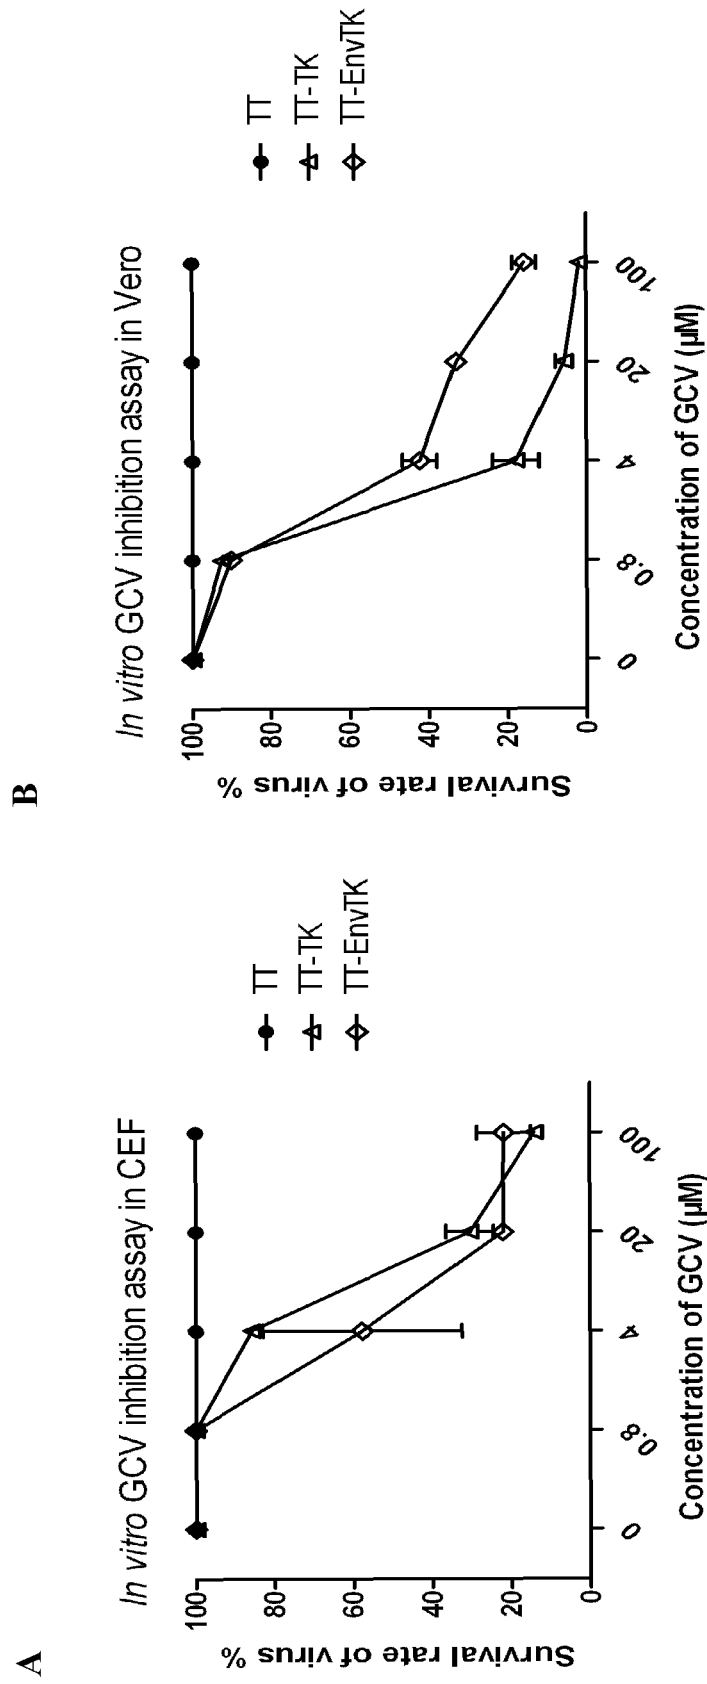 A
In vitro GCV inhibition assay in CEF
Survival rate of virus %
100
80
60
40
20
0
0
0.8
4
20
100
Concentration of GCV (µM)
TT
TT-TK
TT-EnvTK
B
In vitro GCV inhibition assay in Vero
Survival rate of virus %
100
80
60
40
20
0
0
0.8
4
20
100
Concentration of GCV (µM)
TT
TT-TK
TT-EnvTK